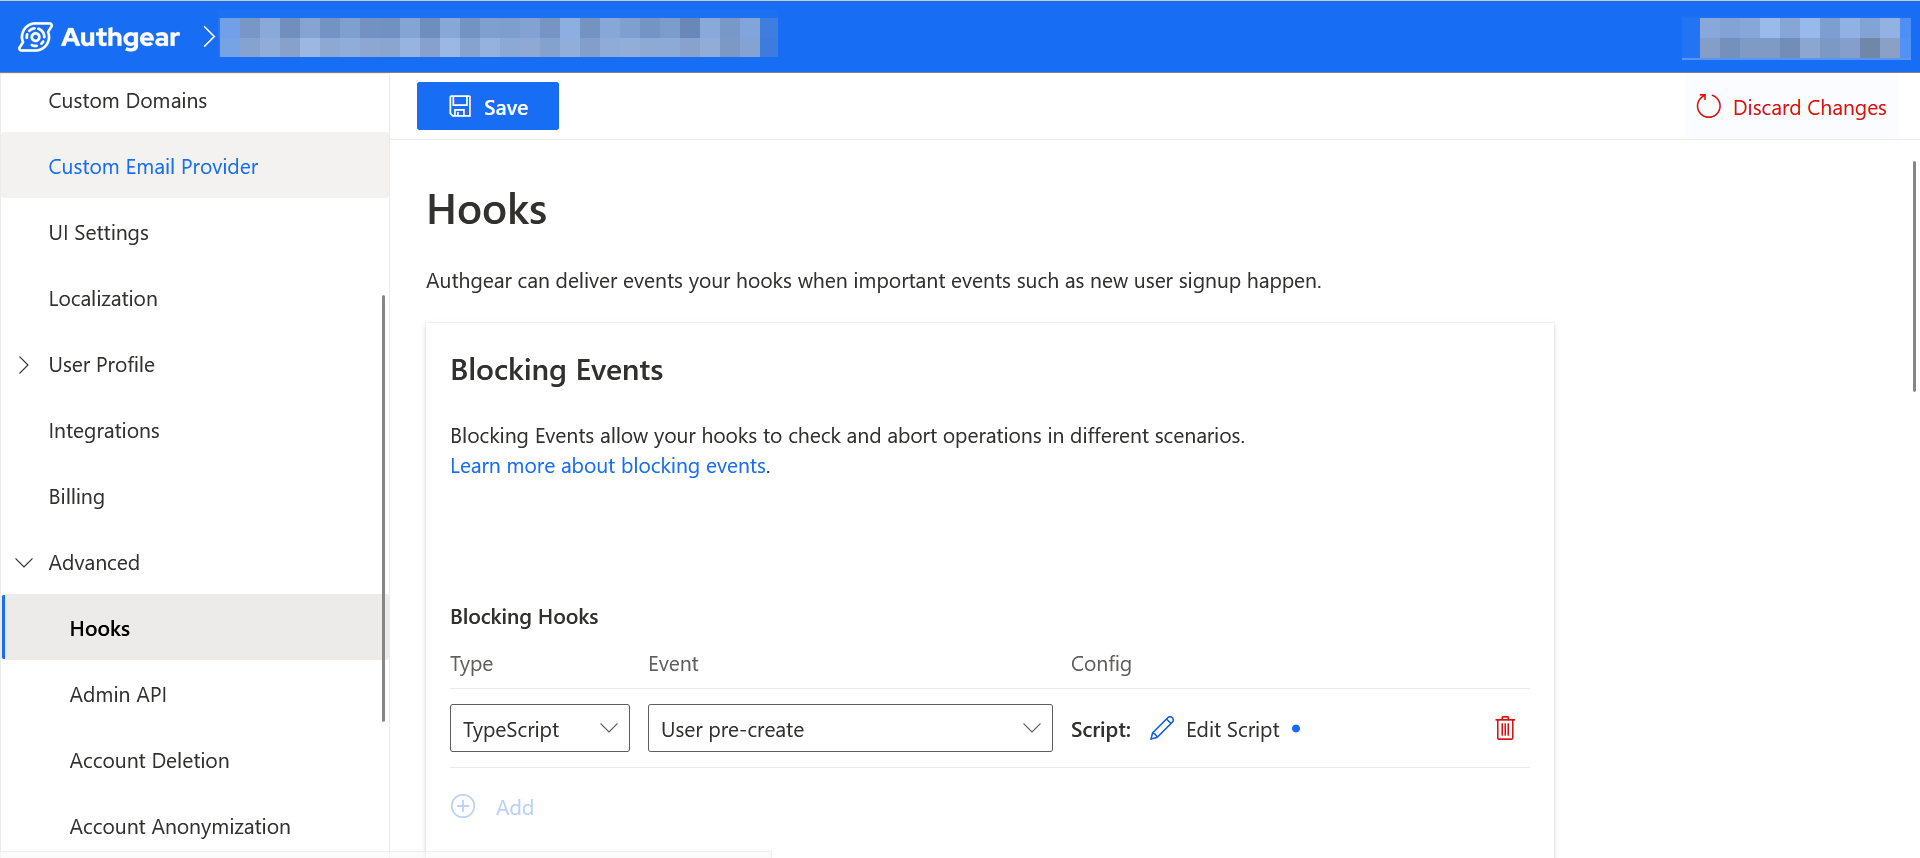 Authgear
Custom Domains
Custom Email Provider
UI Settings
Localization
User Profile
Integrations
Billing
Advanced
Hooks
Admin API
Account Deletion
Account Anonymization
Save
Discard Changes
Hooks
Authgear can deliver events your hooks when important events such as new user signup happen.
Blocking Events
Blocking Events allow your hooks to check and abort operations in different scenarios.
Learn more about blocking events.
Blocking Hooks
Type Event Config
TypeScript User pre-create Script: Edit Script
Add